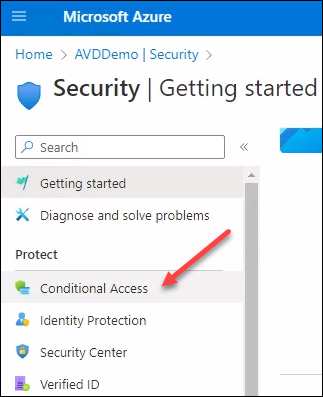 Microsoft Azure
Home > AVDDemo | Security >
Security | Getting started
Search
Getting started
Diagnose and solve problems
Protect
Conditional Access
Identity Protection
Security Center
Verified ID